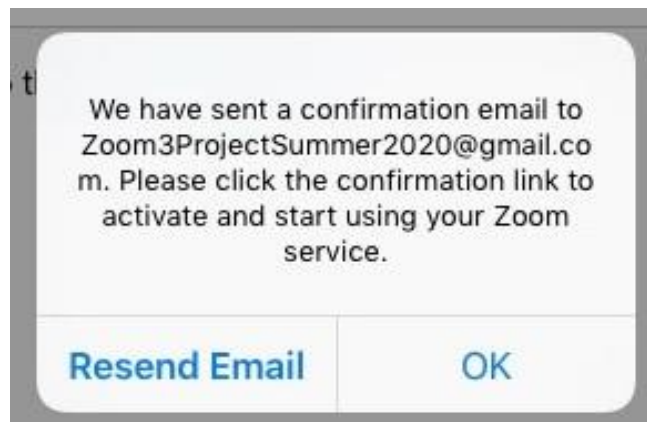 We have sent a confirmation email to
Zoom3ProjectSummer2020@gmail.co
m. Please click the confirmation link to
activate and start using your Zoom
service.
Resend Email
OK